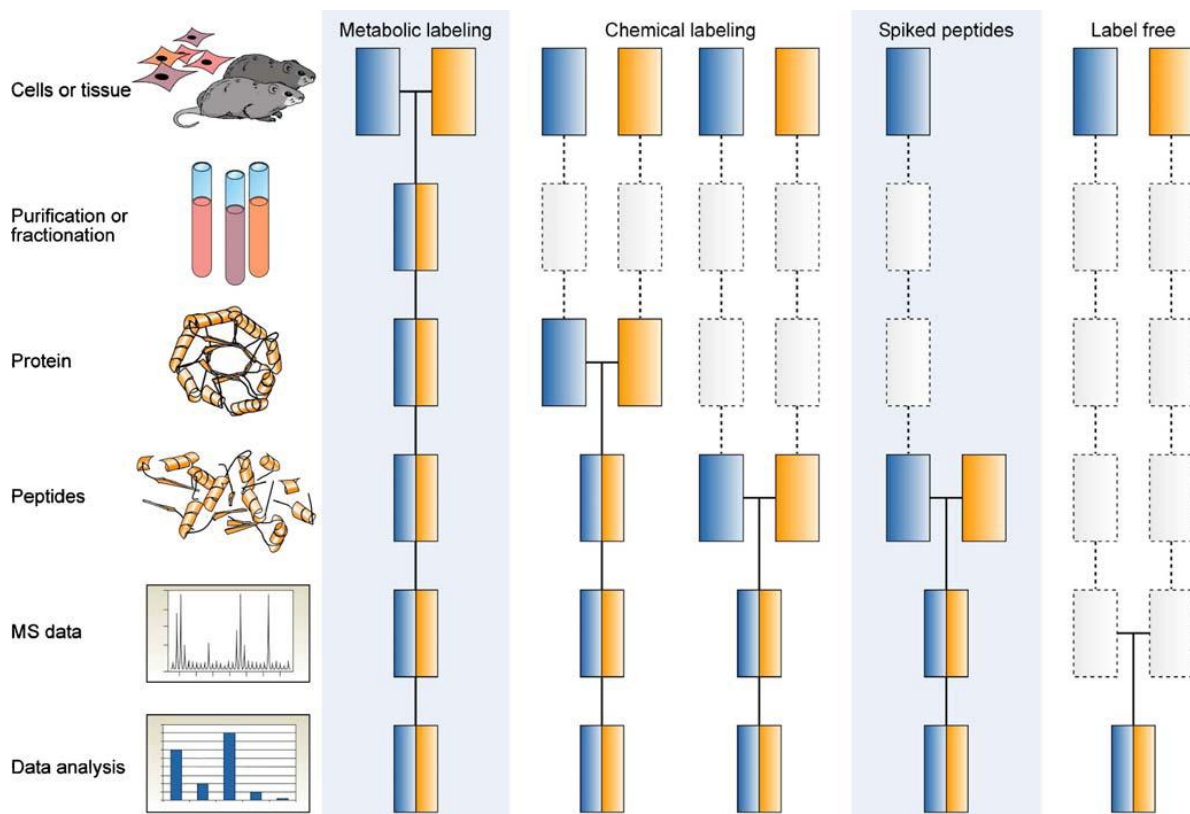 Metabolic labeling
Chemical labeling
Spiked peptides
Label free
Cells or tissue
Purification or
fractionation
Protein
Peptides
MS data
Data analysis